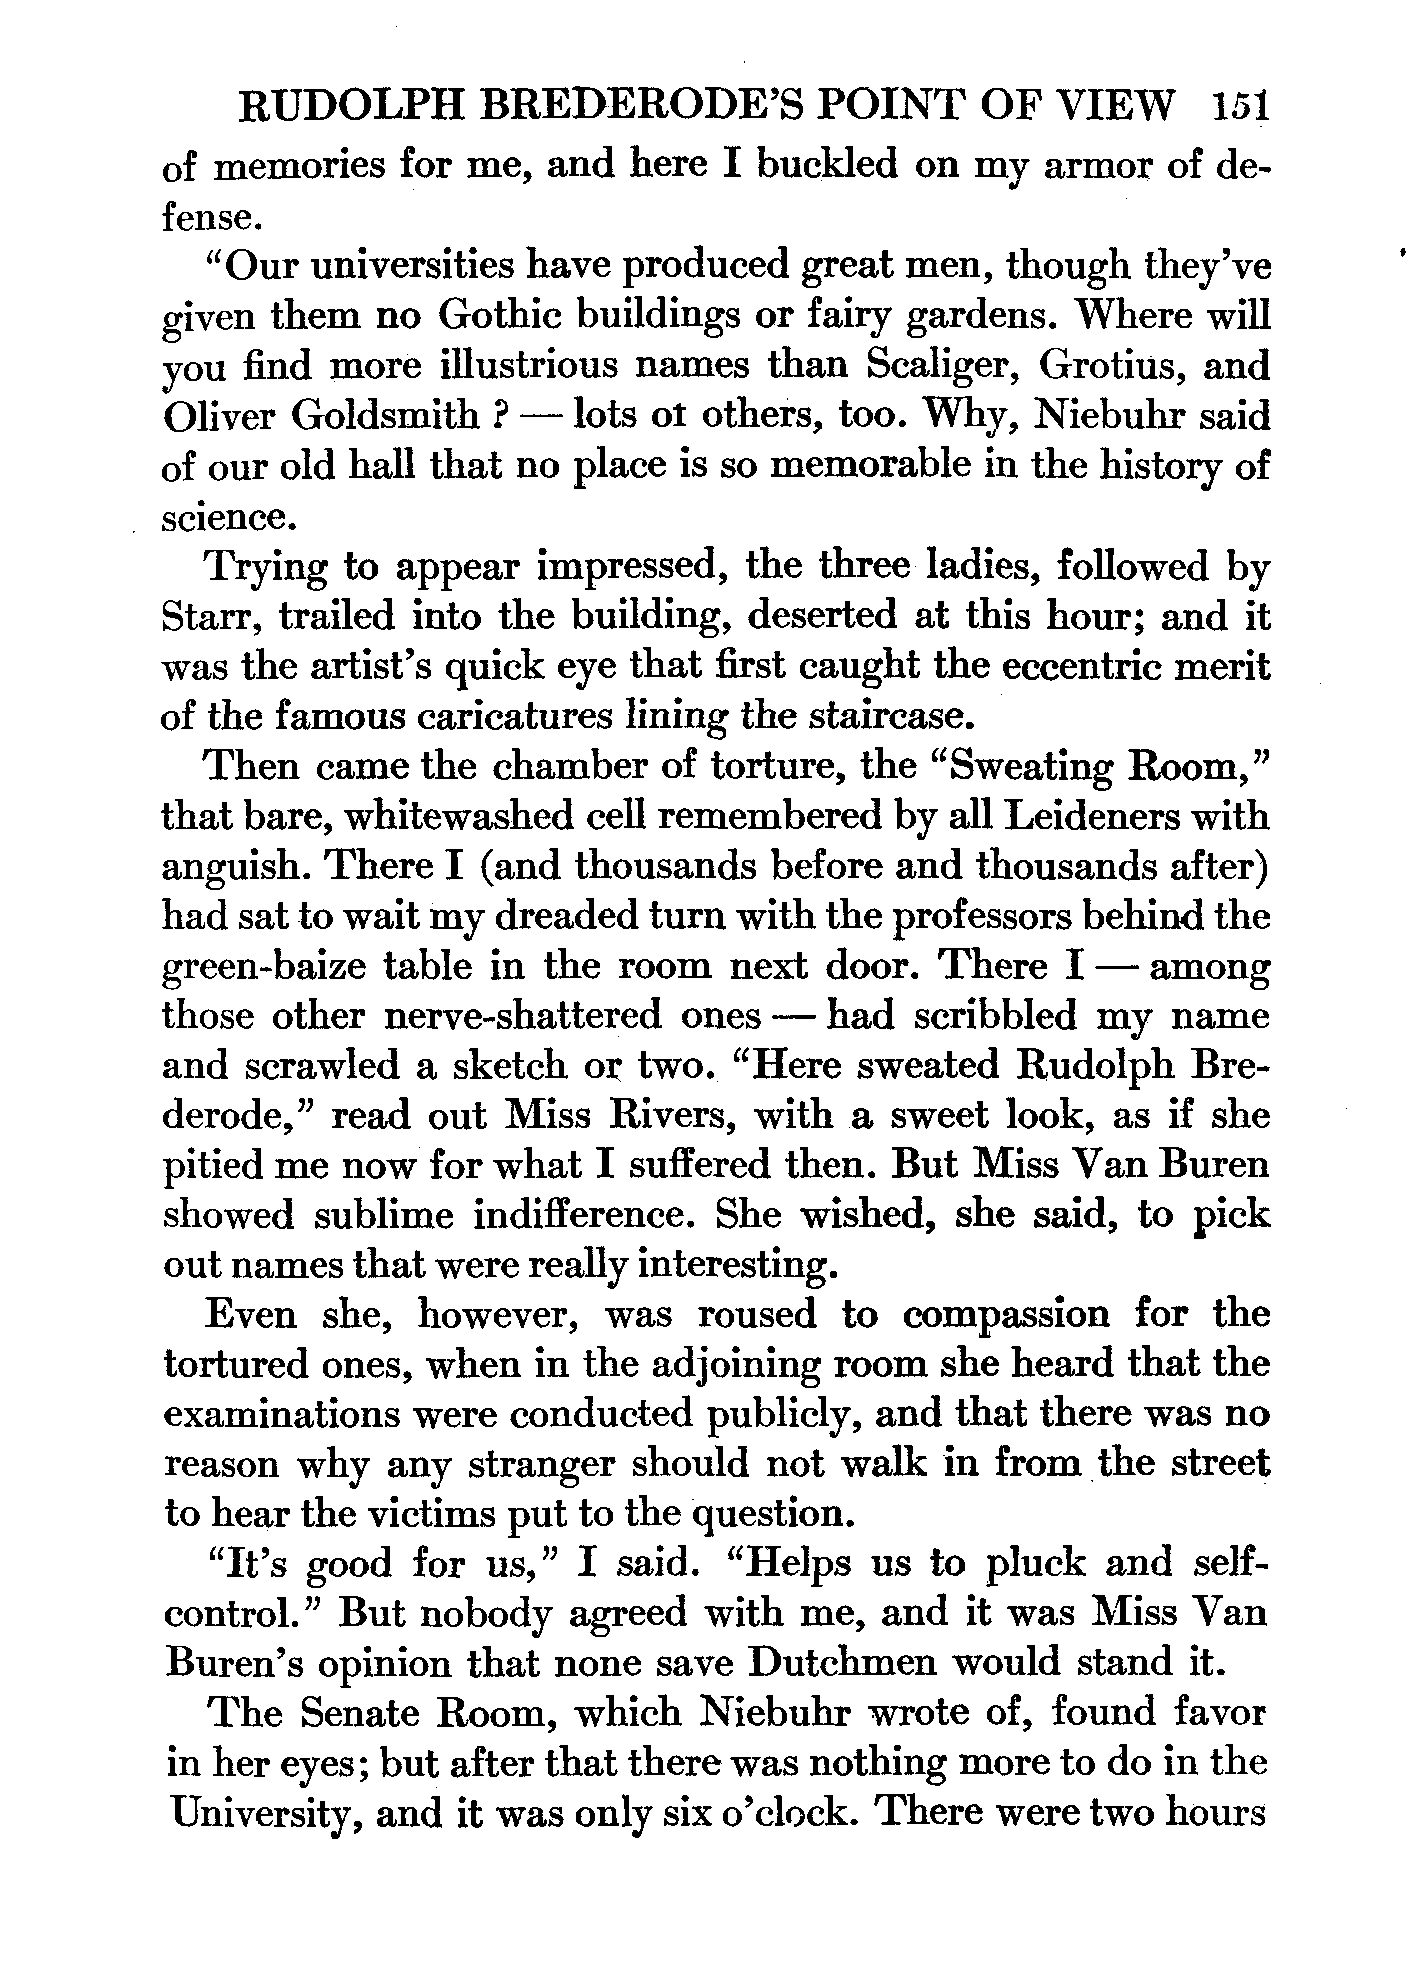 RUDOLPH BREDERODE'S POINT OF VIEW 151
of memories for me, and here I buckled on my armor of de-
fense.
"Our universities have produced great men, though they've
given them no Gothic buildings or fairy gardens. Where will
you find more illustrious names than Scaliger, Grotius, and
Oliver Goldsmith ? — lots of others, too. Why, Niebuhr said
of our old hall that no place is so memorable in the history of
science.
Trying to appear impressed, the three ladies, followed by
Starr, trailed into the building, deserted at this hour; and it
was the artist's quick eye that first caught the eccentric merit
of the famous caricatures lining the staircase.
Then came the chamber of torture, the "Sweating Room,"
that bare, whitewashed cell remembered by all Leideners with
anguish. There I (and thousands before and thousands after)
had sat to wait my dreaded turn with the professors behind the
green-baize table in the room next door. There I — among
those other nerve-shattered ones — had scribbled my name
and scrawled a sketch or two. "Here sweated Rudolph Bre-
derode," read out Miss Rivers, with a sweet look, as if she
pitied me now for what I suffered then. But Miss Van Buren
showed sublime indifference. She wished, she said, to pick
out names that were really interesting.
Even she, however, was roused to compassion for the
tortured ones, when in the adjoining room she heard that the
examinations were conducted publicly, and that there was no
reason why any stranger should not walk in from the street
to hear the victims put to the question.
"It's good for us," I said. "Helps us to pluck and self-
control." But nobody agreed with me, and it was Miss Van
Buren's opinion that none save Dutchmen would stand it.
The Senate Room, which Niebuhr wrote of, found favor
in her eyes; but after that there was nothing more to do in the
University, and it was only six o'clock. There were two hours